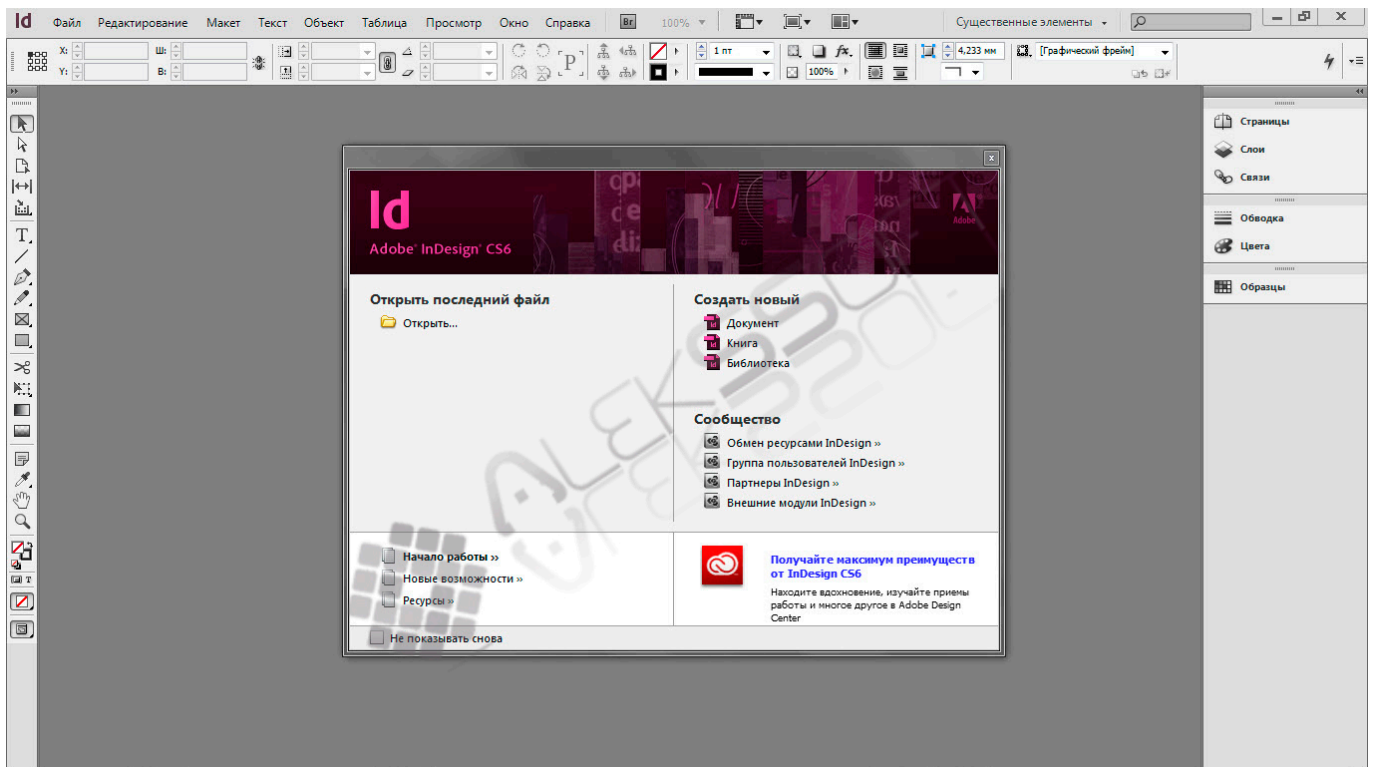 Id Файл Редактирование Макет Текст Объект Таблица Просмотр Окно Справка Br 100% Существенные элементы
X: Ш: 1 пт fx. 4,233 мм [Графический фрейм]
Y: В: P 100%
Страницы
Слои
Связи
Обводка
Цвета
Образцы
T
Id
Adobe® InDesign® CS6
Adobe
Открыть последний файл
Открыть...
Создать новый
Документ
Книга
Библиотека
Сообщество
Обмен ресурсами InDesign »
Группа пользователей InDesign »
Партнеры InDesign »
Внешние модули InDesign »
Начало работы »
Новые возможности »
Ресурсы »
Получайте максимум преимуществ
от InDesign CS6
Находите вдохновение, изучайте приемы
работы и многое другое в Adobe Design
Center
Не показывать снова